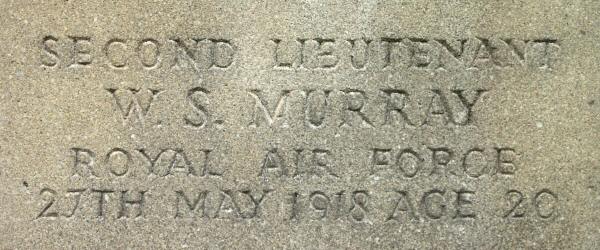 SECOND LIEUTENANT
W. S. MURRAY
ROYAL AIR FORCE
27TH MAY 1918 AGE 20